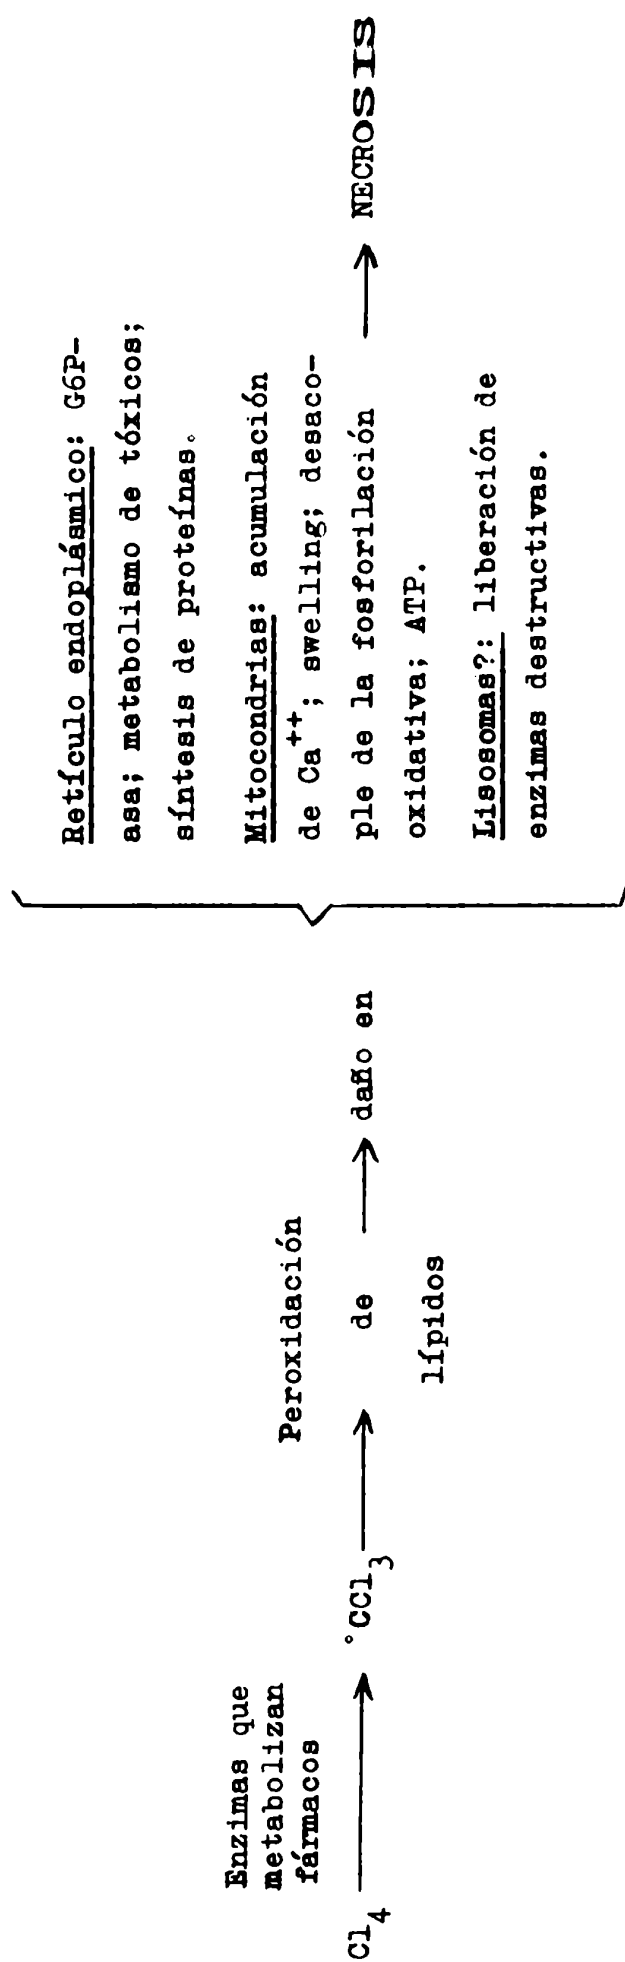 Cl4
Enzimas que
metabolizan
fármacos
°CCl3
Peroxidación
de
lípidos
daño en
Retículo endoplásmico: G6P-
asa; metabolismo de tóxicos;
síntesis de proteínas.
Mitocondrias: acumulación
de Ca++; swelling; desaco-
ple de la fosforilación
oxidativa; ATP.
Lisosomas?: liberación de
enzimas destructivas.
NECROSIS